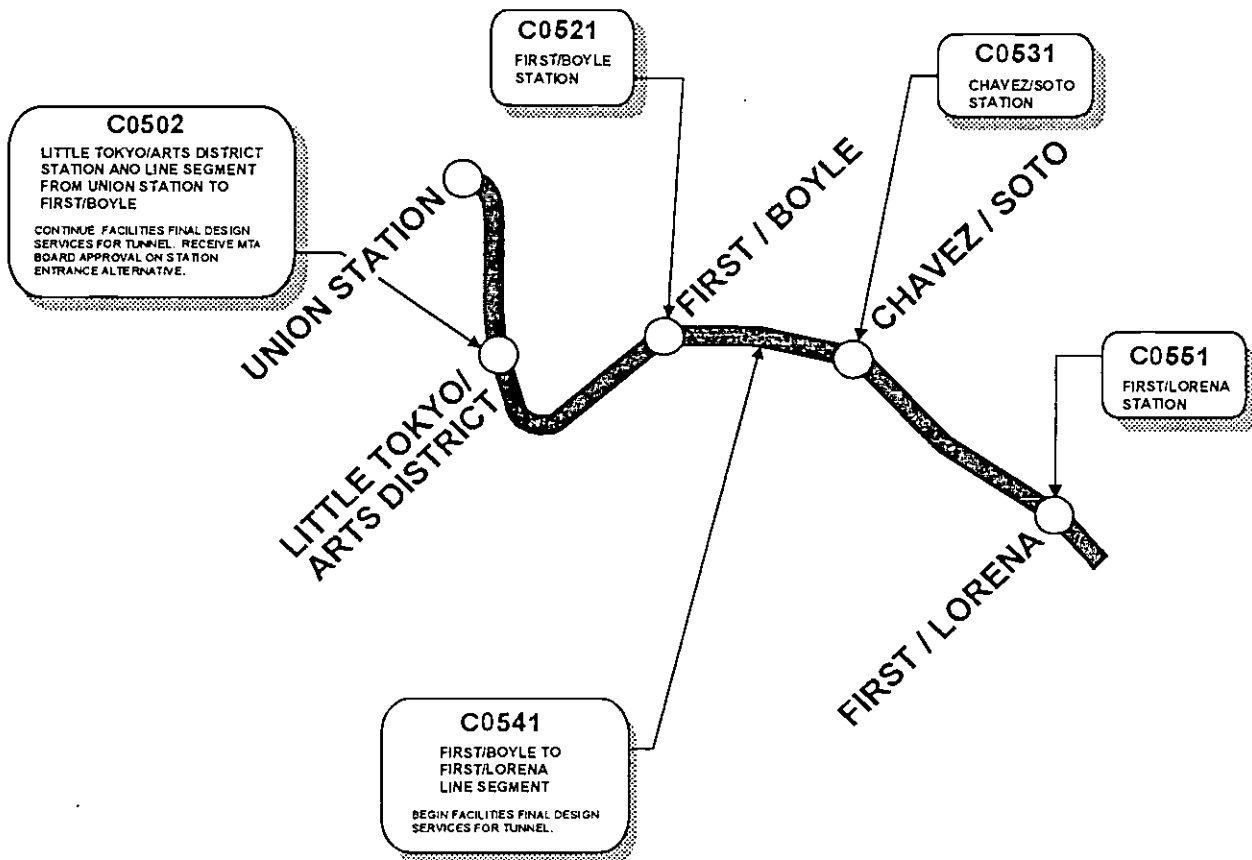 C0521
FIRST/BOYLE
STATION
C0531
CHAVEZ/SOTO
STATION
C0502
LITTLE TOKYO/ARTS DISTRICT
STATION AND LINE SEGMENT
FROM UNION STATION TO
FIRST/BOYLE
CONTINUE FACILITIES FINAL DESIGN
SERVICES FOR TUNNEL. RECEIVE MTA
BOARD APPROVAL ON STATION
ENTRANCE ALTERNATIVE.
UNION STATION
FIRST / BOYLE
CHAVEZ / SOTO
C0551
FIRST/LORENA
STATION
LITTLE TOKYO/
ARTS DISTRICT
FIRST / LORENA
C0541
FIRST/BOYLE TO
FIRST/LORENA
LINE SEGMENT
BEGIN FACILITIES FINAL DESIGN
SERVICES FOR TUNNEL.